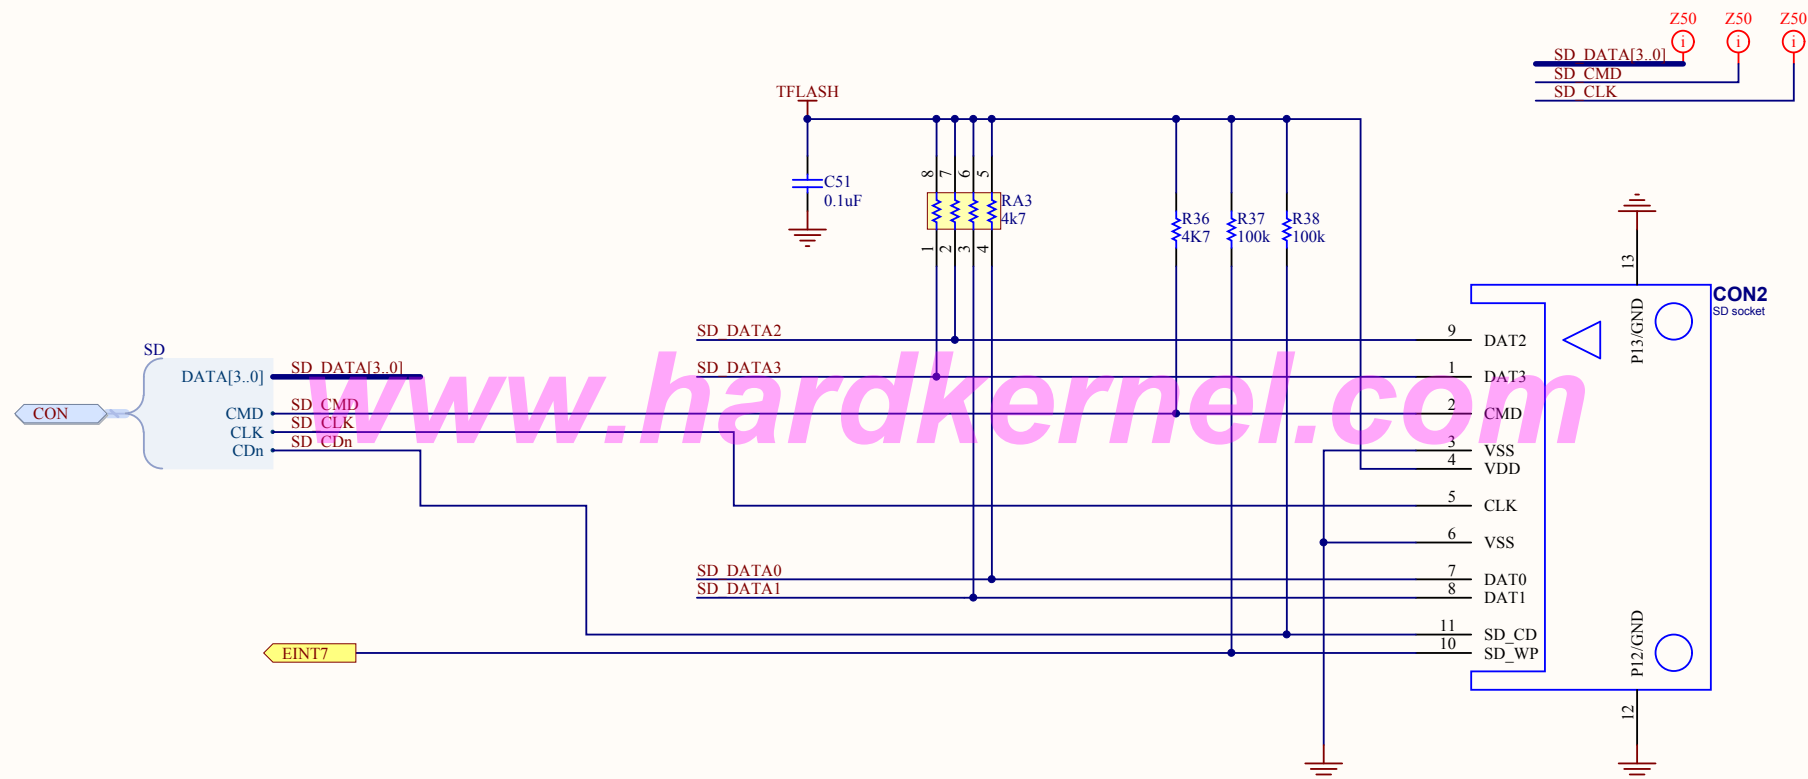 Z50 Z50 Z50
i i i
SD_DATA[3..0]
SD_CMD
SD_CLK
TFLASH
C51
0.1uF
8 7 6 5
RA3
4k7
1 2 3 4
R36
4K7
R37
100k
R38
100k
13
CON2
SD socket
P13/GND
SD_DATA2
9 DAT2
SD
DATA[3..0]
SD_DATA[3..0]
SD_DATA3
1 DAT3
CON
CMD
SD_CMD
2 CMD
CLK
SD_CLK
CDn
SD_CDn
www.hardkernel.com
3 VSS
4 VDD
5 CLK
6 VSS
SD_DATA0
7 DAT0
SD_DATA1
8 DAT1
11 SD_CD
EINT7
10 SD_WP
P12/GND
12